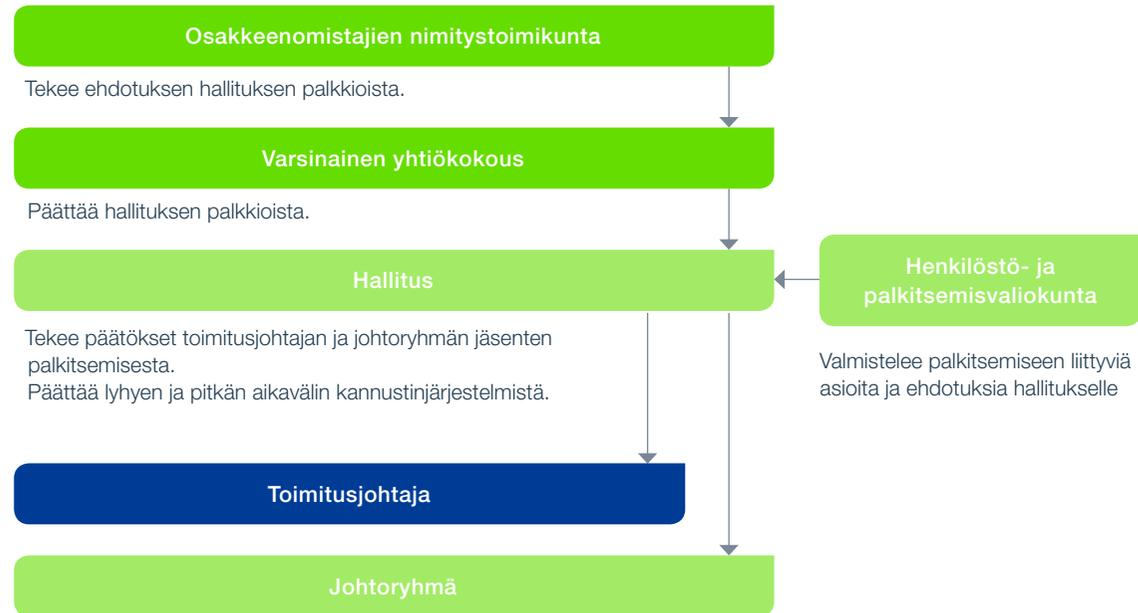 Osakkeenomistajien nimitystoimikunta
Tekee ehdotuksen hallituksen palkkioista.
Varsinainen yhtiökokous
Päättää hallituksen palkkioista.
Hallitus
Henkilöstö- ja
palkitsemisvaliokunta
Tekee päätökset toimitusjohtajan ja johtoryhmän jäsenten
palkitsemisesta.
Päättää lyhyen ja pitkän aikavälin kannustinjärjestelmistä.
Valmistelee palkitsemiseen liittyviä
asioita ja ehdotuksia hallitukselle
Toimitusjohtaja
Johtoryhmä